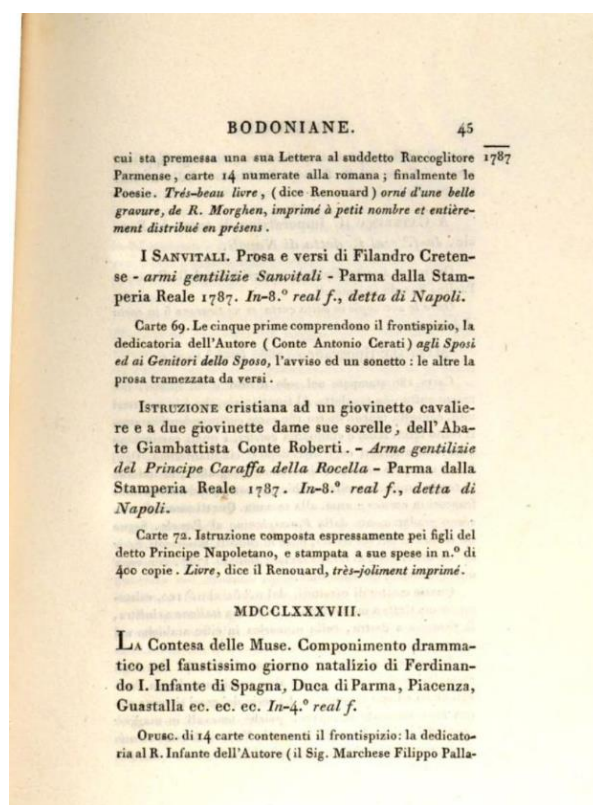 BODONIANE. 45
cui sta premessa una sua Lettera al suddetto Raccoglitore 1787
Parmense, carte 14 numerate alla romana; finalmente le
Poesie. Trés-beau livre, (dice Renouard) orné d'une belle
gravure, de R. Morghen, imprimé à petit nombre et entière-
ment distribué en présens.
I SANVITALI. Prosa e versi di Filandro Creten-
se - armi gentilizie Sanvitali - Parma dalla Stam-
peria Reale 1787. In-8.º real f., detta di Napoli.
Carte 69. Le cinque prime comprendono il frontispizio, la
dedicatoria dell'Autore (Conte Antonio Cerati) agli Sposi
ed ai Genitori dello Sposo, l'avviso ed un sonetto: le altre la
prosa tramezzata da versi.
ISTRUZIONE cristiana ad un giovinetto cavalie-
re e a due giovinette dame sue sorelle, dell'Aba-
te Giambattista Conte Roberti. - Arme gentilizie
del Principe Caraffa della Rocella - Parma dalla
Stamperia Reale 1787. In-8.º real f., detta di
Napoli.
Carte 72. Istruzione composta espressamente pei figli del
detto Principe Napoletano, e stampata a sue spese in n.º di
400 copie. Livre, dice il Renouard, très-joliment imprimé.
MDCCLXXXVIII.
LA Contesa delle Muse. Componimento dramma-
tico pel faustissimo giorno natalizio di Ferdinan-
do I. Infante di Spagna, Duca di Parma, Piacenza,
Guastalla ec. ec. ec. In-4.º real f.
OPUSC. di 14 carte contenenti il frontispizio: la dedicato-
ria al R. Infante dell'Autore (il Sig. Marchese Filippo Palla-